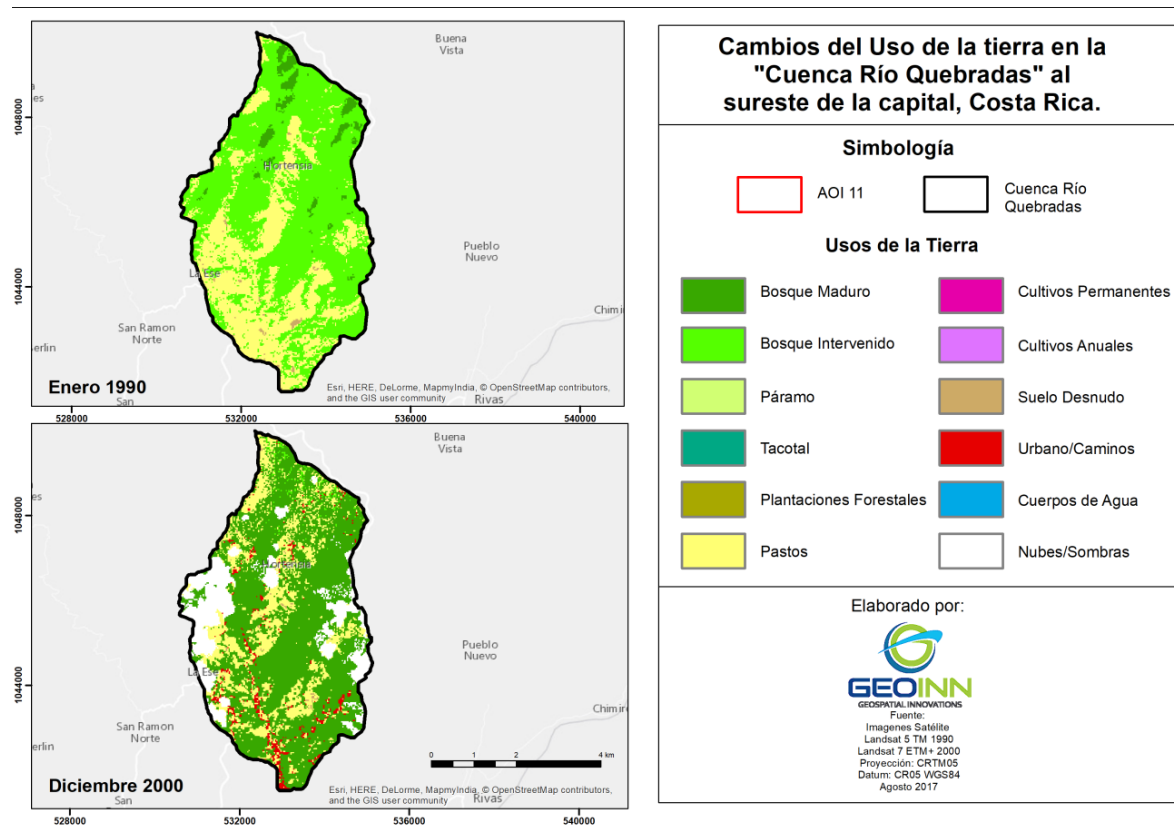 Buena
Vista
1048000
Hortensia
Pueblo
Nuevo
1044000
La Ese
San Ramon
Norte
Chimi
erlin
Enero 1990
San
Esri, HERE, DeLorme, MapmyIndia, © OpenStreetMap contributors,
and the GIS user community
Rivas
528000 532000 536000 540000
Buena
Vista
es
1048000
Hortensia
Pueblo
Nuevo
1044000
La Ese
San Ramon
Norte
Chimir
erlin
0 1 2 4 km
Diciembre 2000
San
Esri, HERE, DeLorme, MapmyIndia, © OpenStreetMap contributors,
and the GIS user community
Rivas
528000 532000 536000 540000
Cambios del Uso de la tierra en la
"Cuenca Río Quebradas" al
sureste de la capital, Costa Rica.
Simbología
AOI 11
Cuenca Río
Quebradas
Usos de la Tierra
Bosque Maduro
Cultivos Permanentes
Bosque Intervenido
Cultivos Anuales
Páramo
Suelo Desnudo
Tacotal
Urbano/Caminos
Plantaciones Forestales
Cuerpos de Agua
Pastos
Nubes/Sombras
Elaborado por:
GEOINN
GEOSPATIAL INNOVATIONS
Fuente:
Imagenes Satélite
Landsat 5 TM 1990
Landsat 7 ETM+ 2000
Proyección: CRTM05
Datum: CR05 WGS84
Agosto 2017